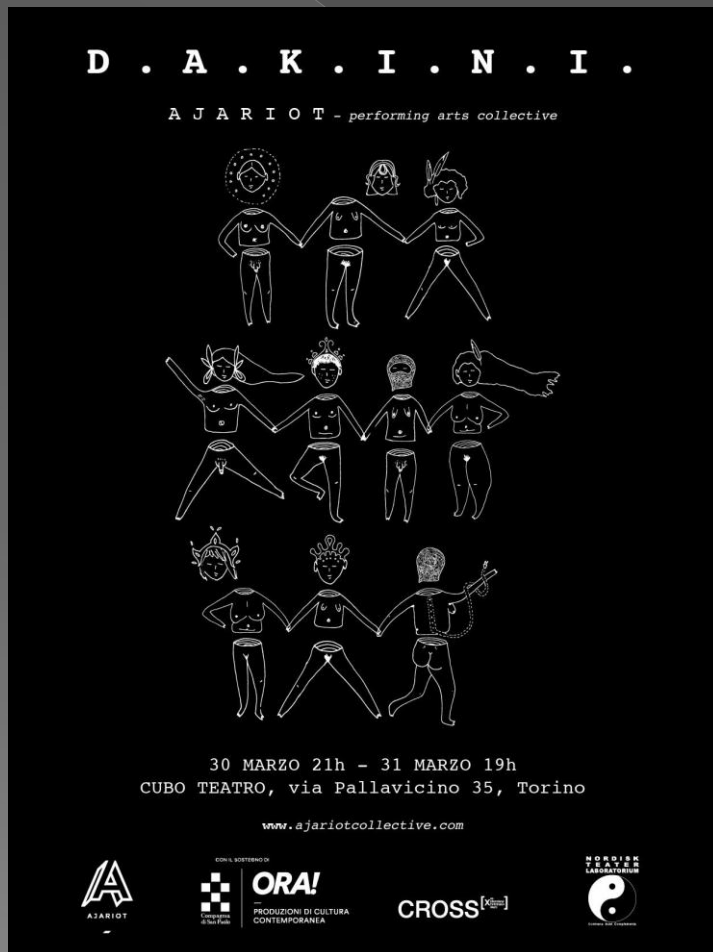 D . A . K . I . N . I .
A J A R I O T - performing arts collective
30 MARZO 21h – 31 MARZO 19h
CUBO TEATRO, via Pallavicino 35, Torino
www.ajariotcollective.com
AJARIOT
CON IL SOSTEGNO DI
Compagnia
di San Paolo
ORA!
PRODUZIONI DI CULTURA
CONTEMPORANEA
CROSS
NORDISK
TEATER
LABORATORIUM